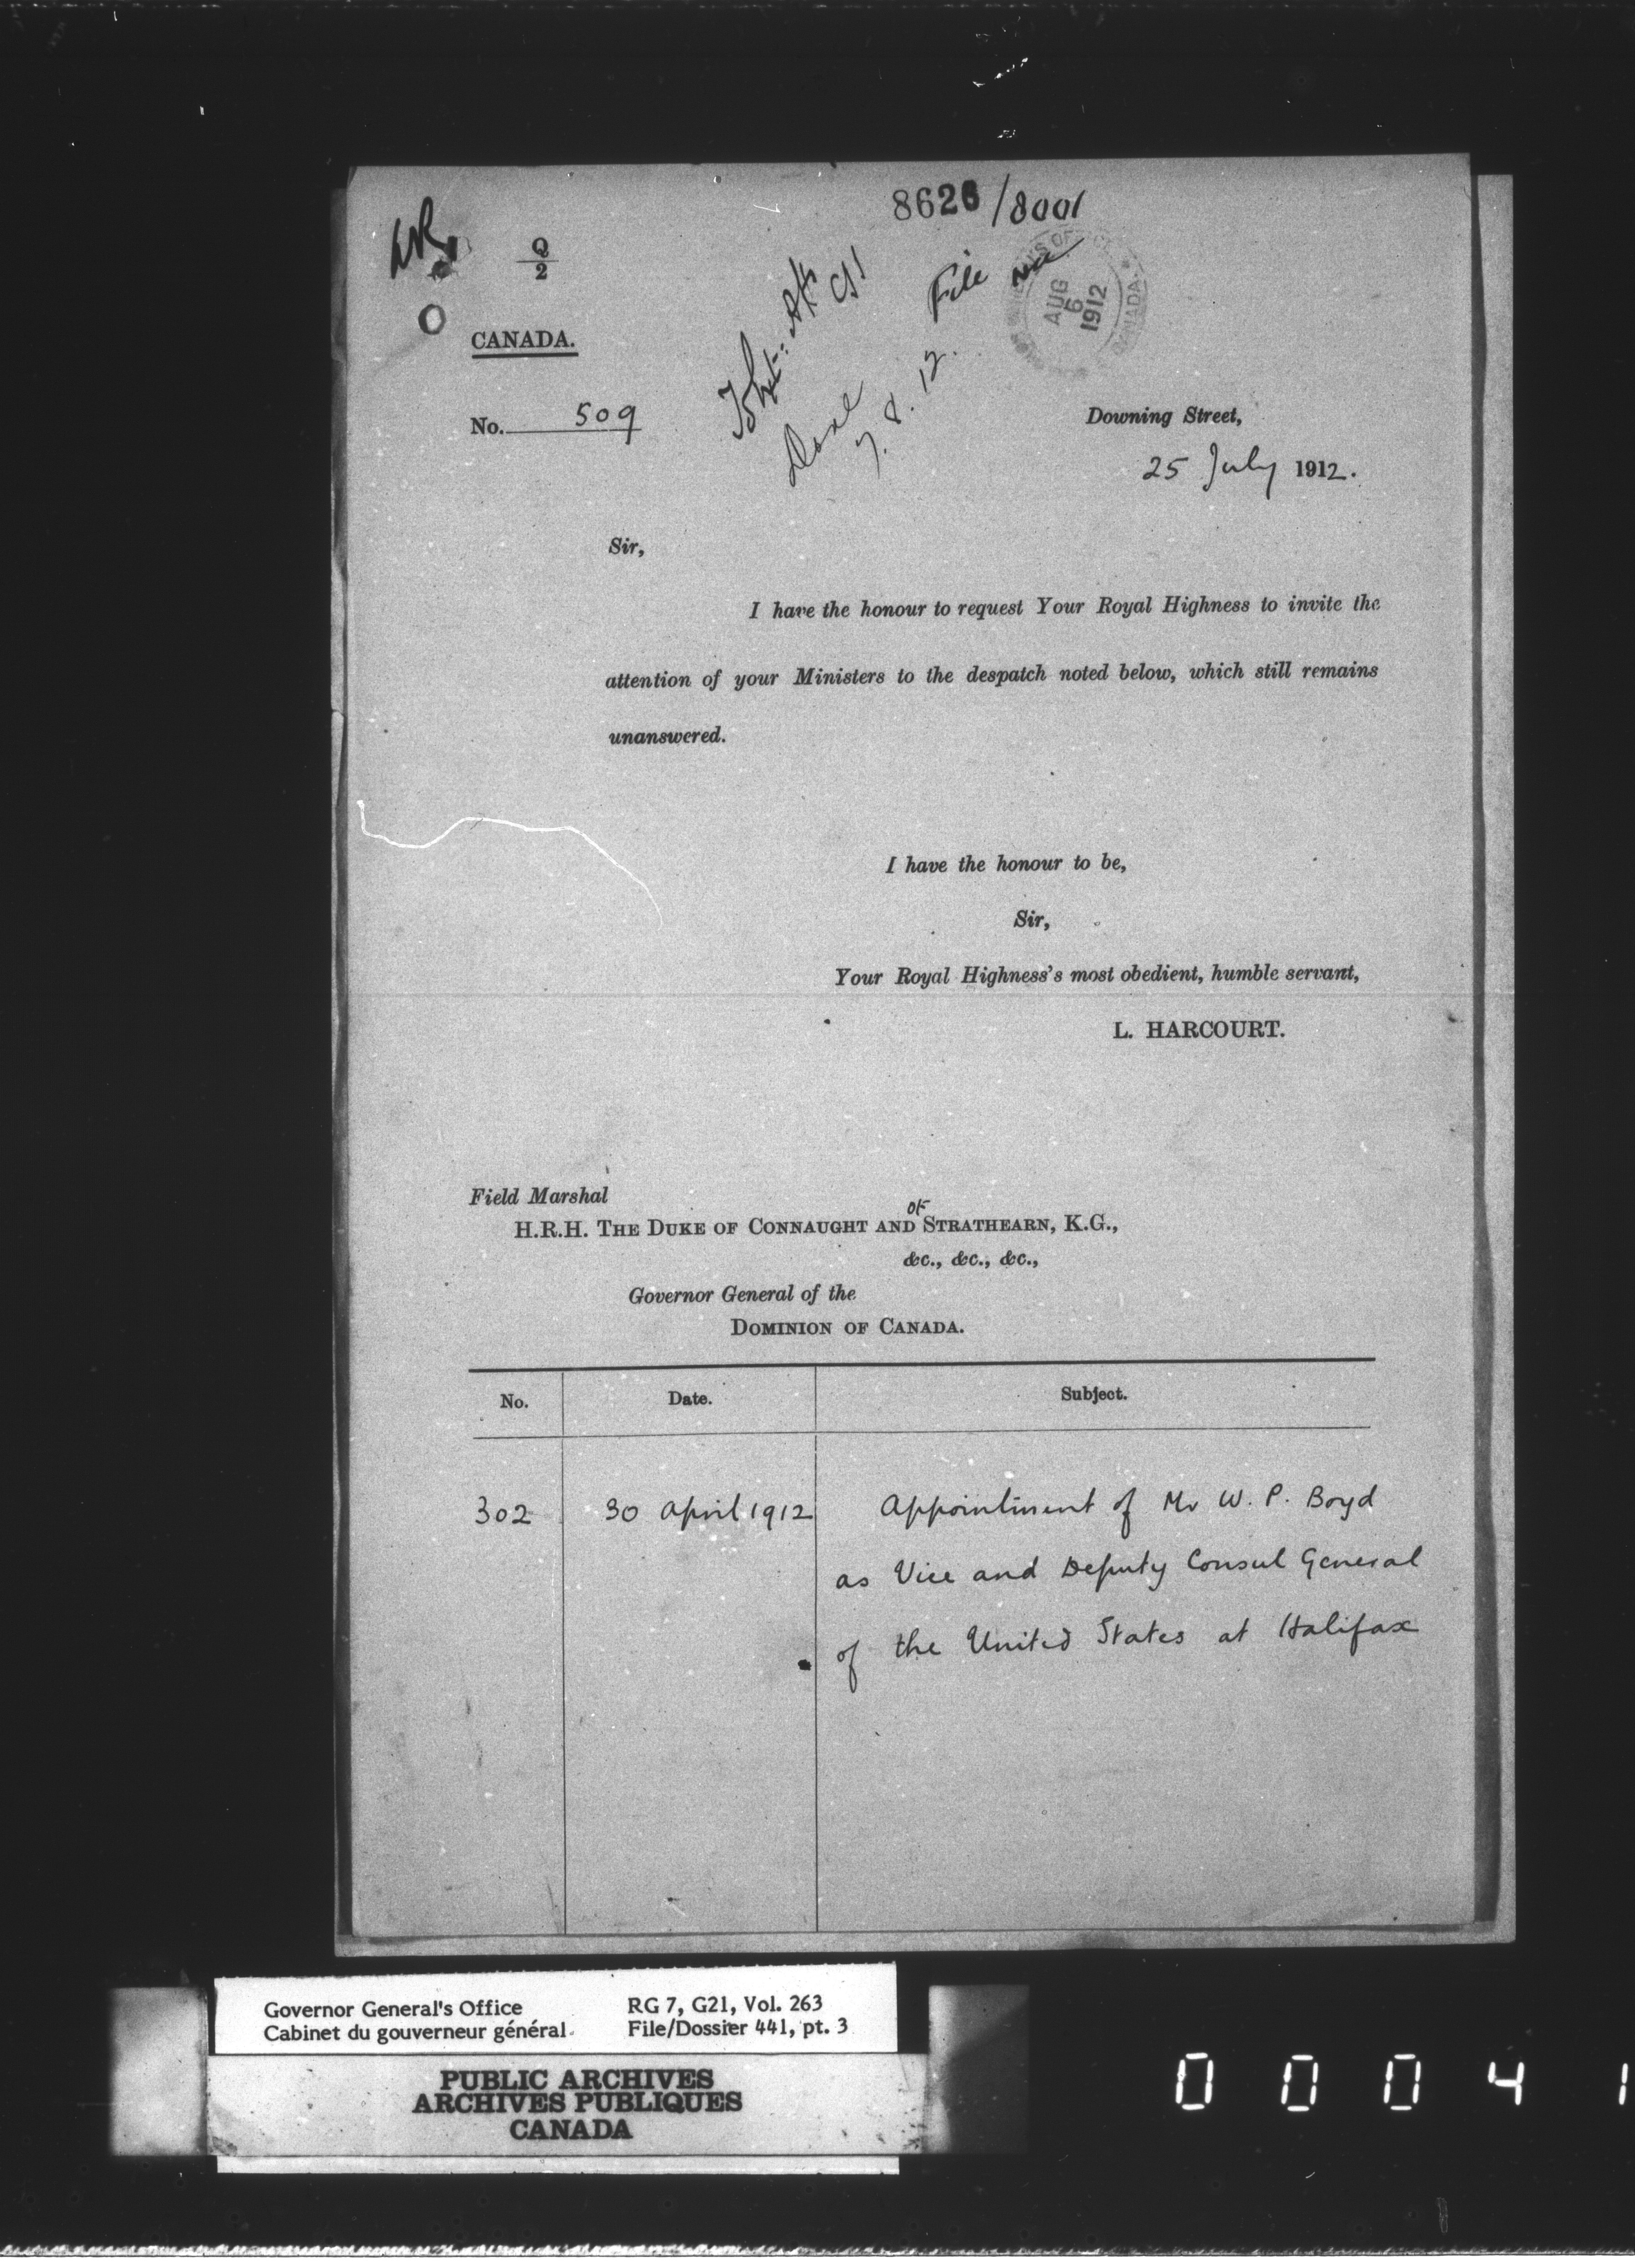 8626/8001
Q
2
CANADA.
File
AUG
6
1912
CANADA
No. 509
7.8.12.
Downing Street,
25 July 1912.
Sir,
I have the honour to request Your Royal Highness to invite the
attention of your Ministers to the despatch noted below, which still remains
unanswered.
I have the honour to be,
Sir,
Your Royal Highness's most obedient, humble servant,
L. HARCOURT.
Field Marshal
of
H.R.H. THE DUKE OF CONNAUGHT AND STRATHEARN, K.G.,
&c., &c., &c.,
Governor General of the
DOMINION OF CANADA.
No. Date. Subject.
302 30 April 1912 Appointment of Mr W. P. Boyd
as Vice and Deputy Consul General
of the United States at Halifax
Governor General's Office RG 7, G21, Vol. 263
Cabinet du gouverneur général File/Dossier 441, pt. 3
PUBLIC ARCHIVES
ARCHIVES PUBLIQUES
CANADA
0 0 0 4 1